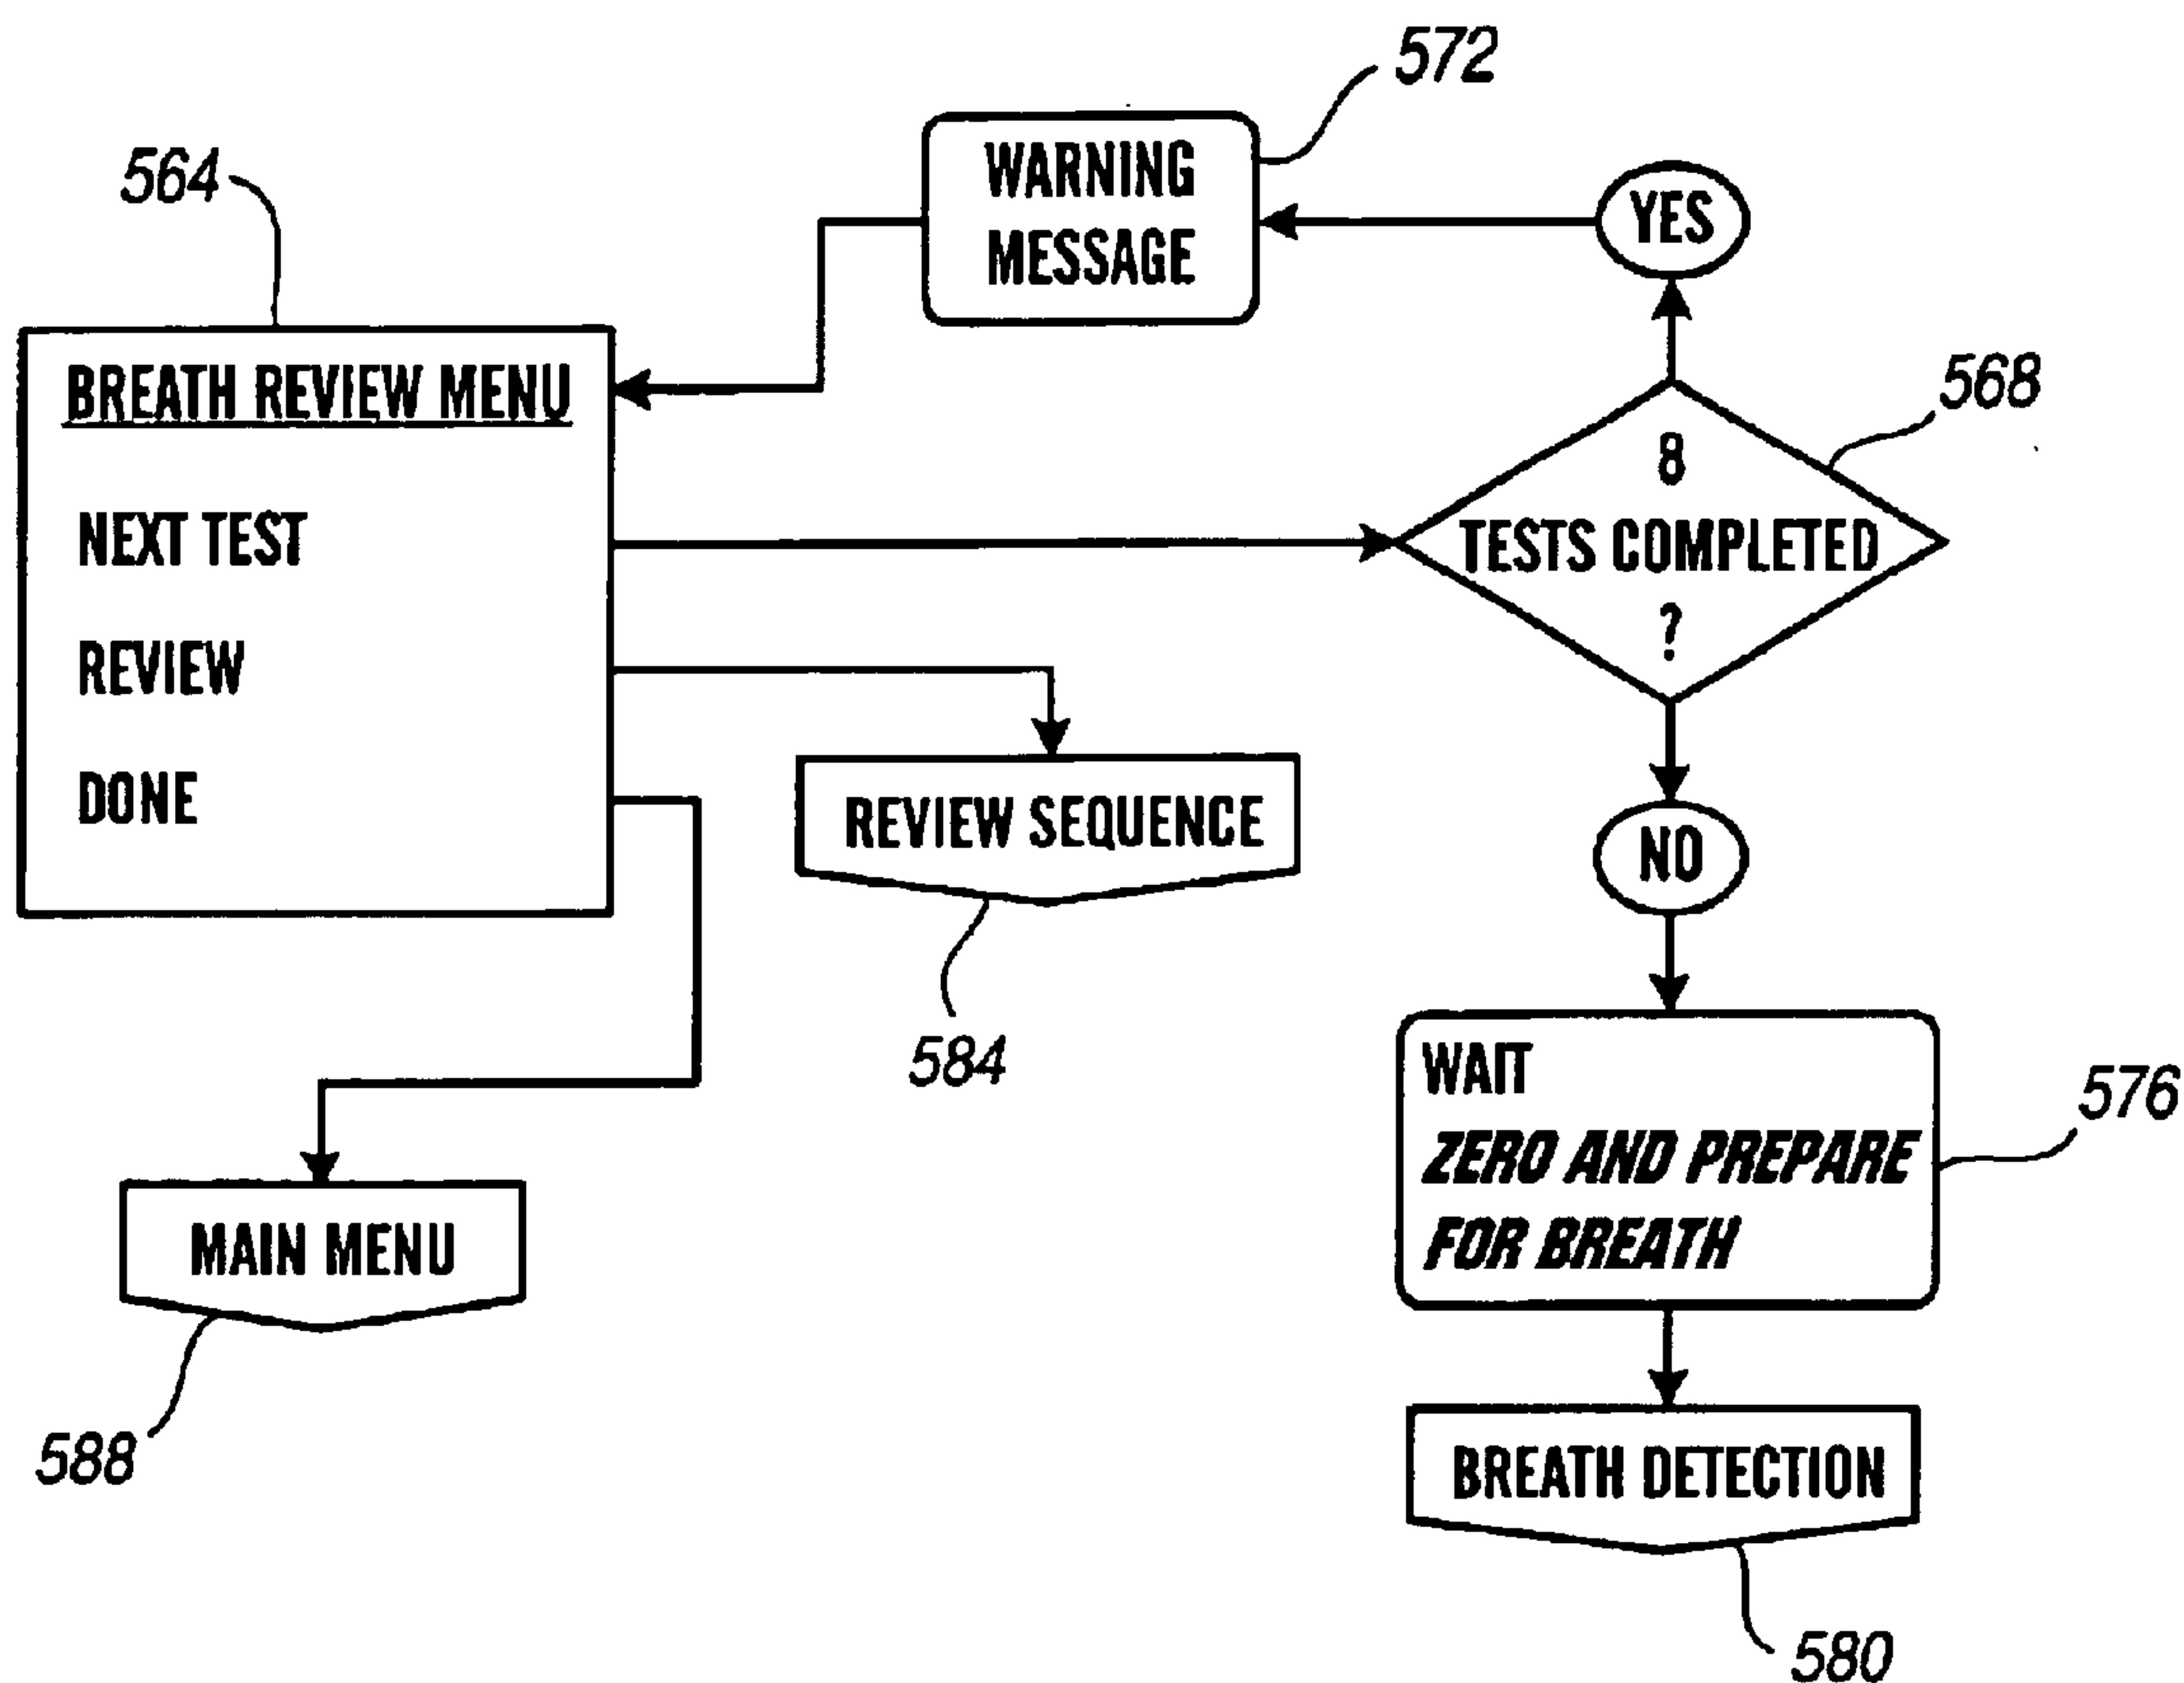 572
WARNING
MESSAGE
YES
564
BREATH REVIEW MENU
568
8
TESTS COMPLETED
?
NEXT TEST
REVIEW
DONE
REVIEW SEQUENCE
NO
584
WAIT
ZERO AND PREPARE
FOR BREATH
576
MAIN MENU
588
BREATH DETECTION
580